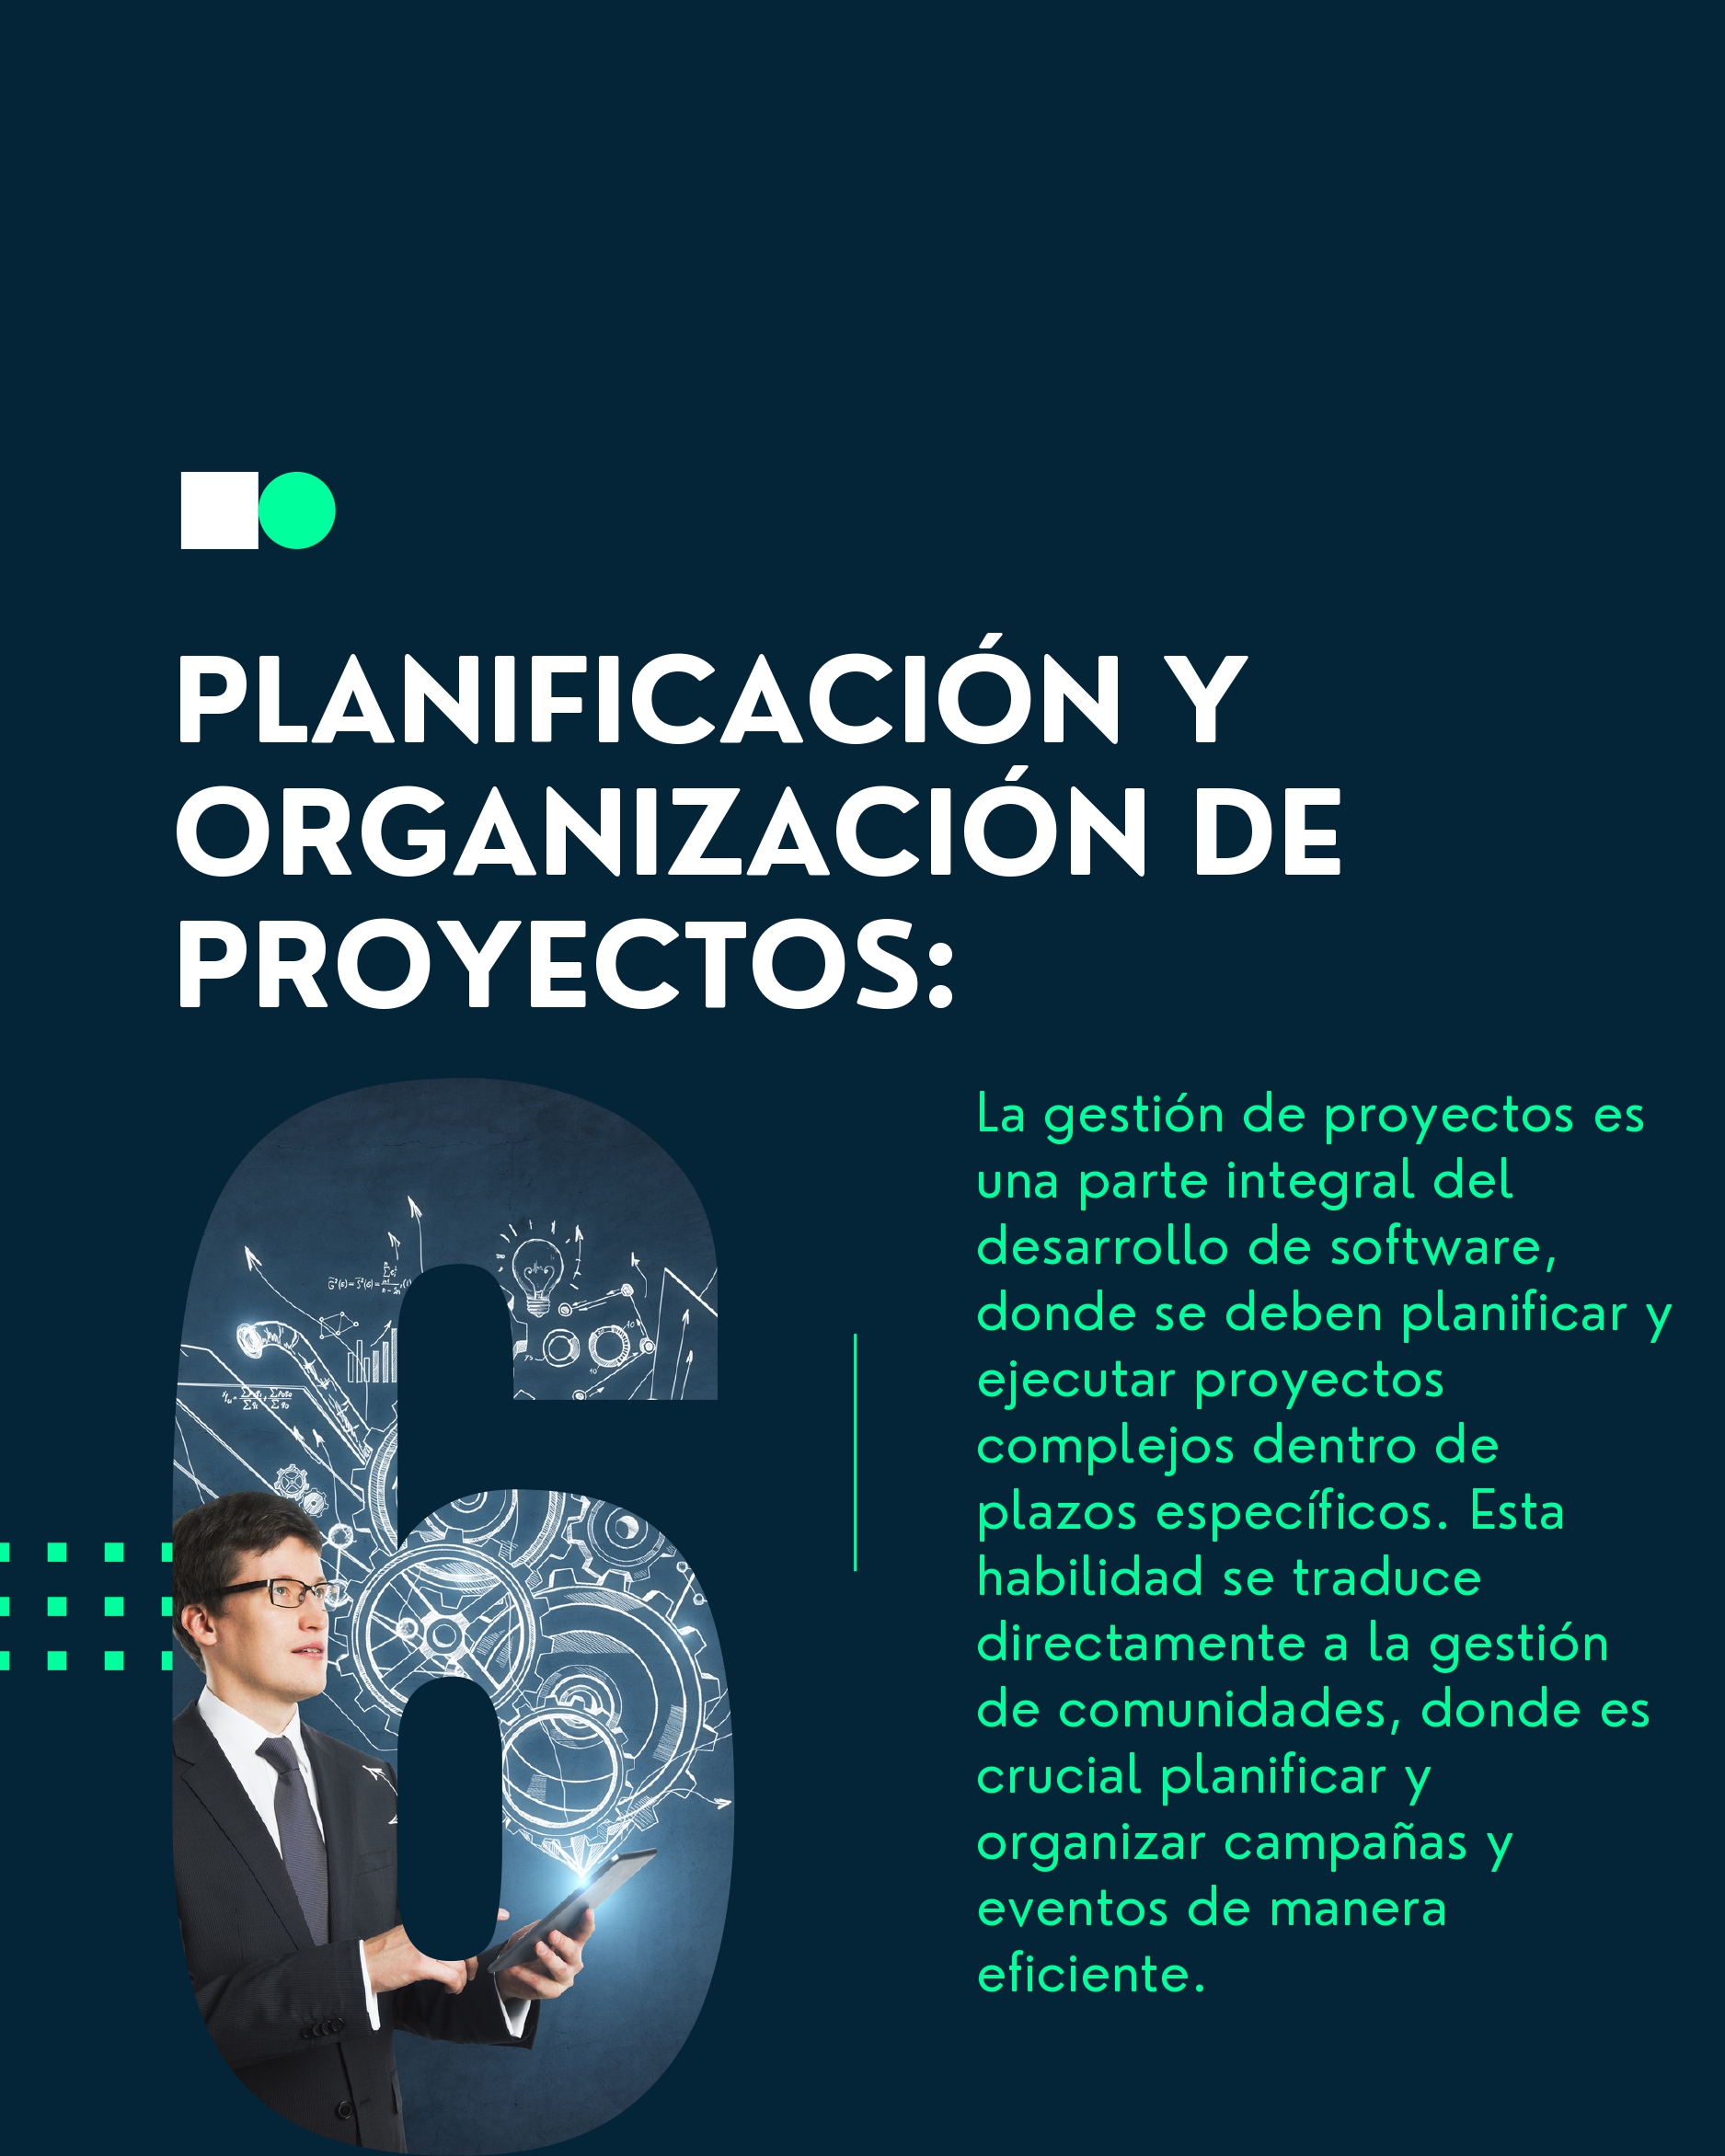 PLANIFICACIÓN Y
ORGANIZACIÓN DE
PROYECTOS:
6
La gestión de proyectos es
una parte integral del
desarrollo de software,
donde se deben planificar y
ejecutar proyectos
complejos dentro de
plazos específicos. Esta
habilidad se traduce
directamente a la gestión
de comunidades, donde es
crucial planificar y
organizar campañas y
eventos de manera
eficiente.